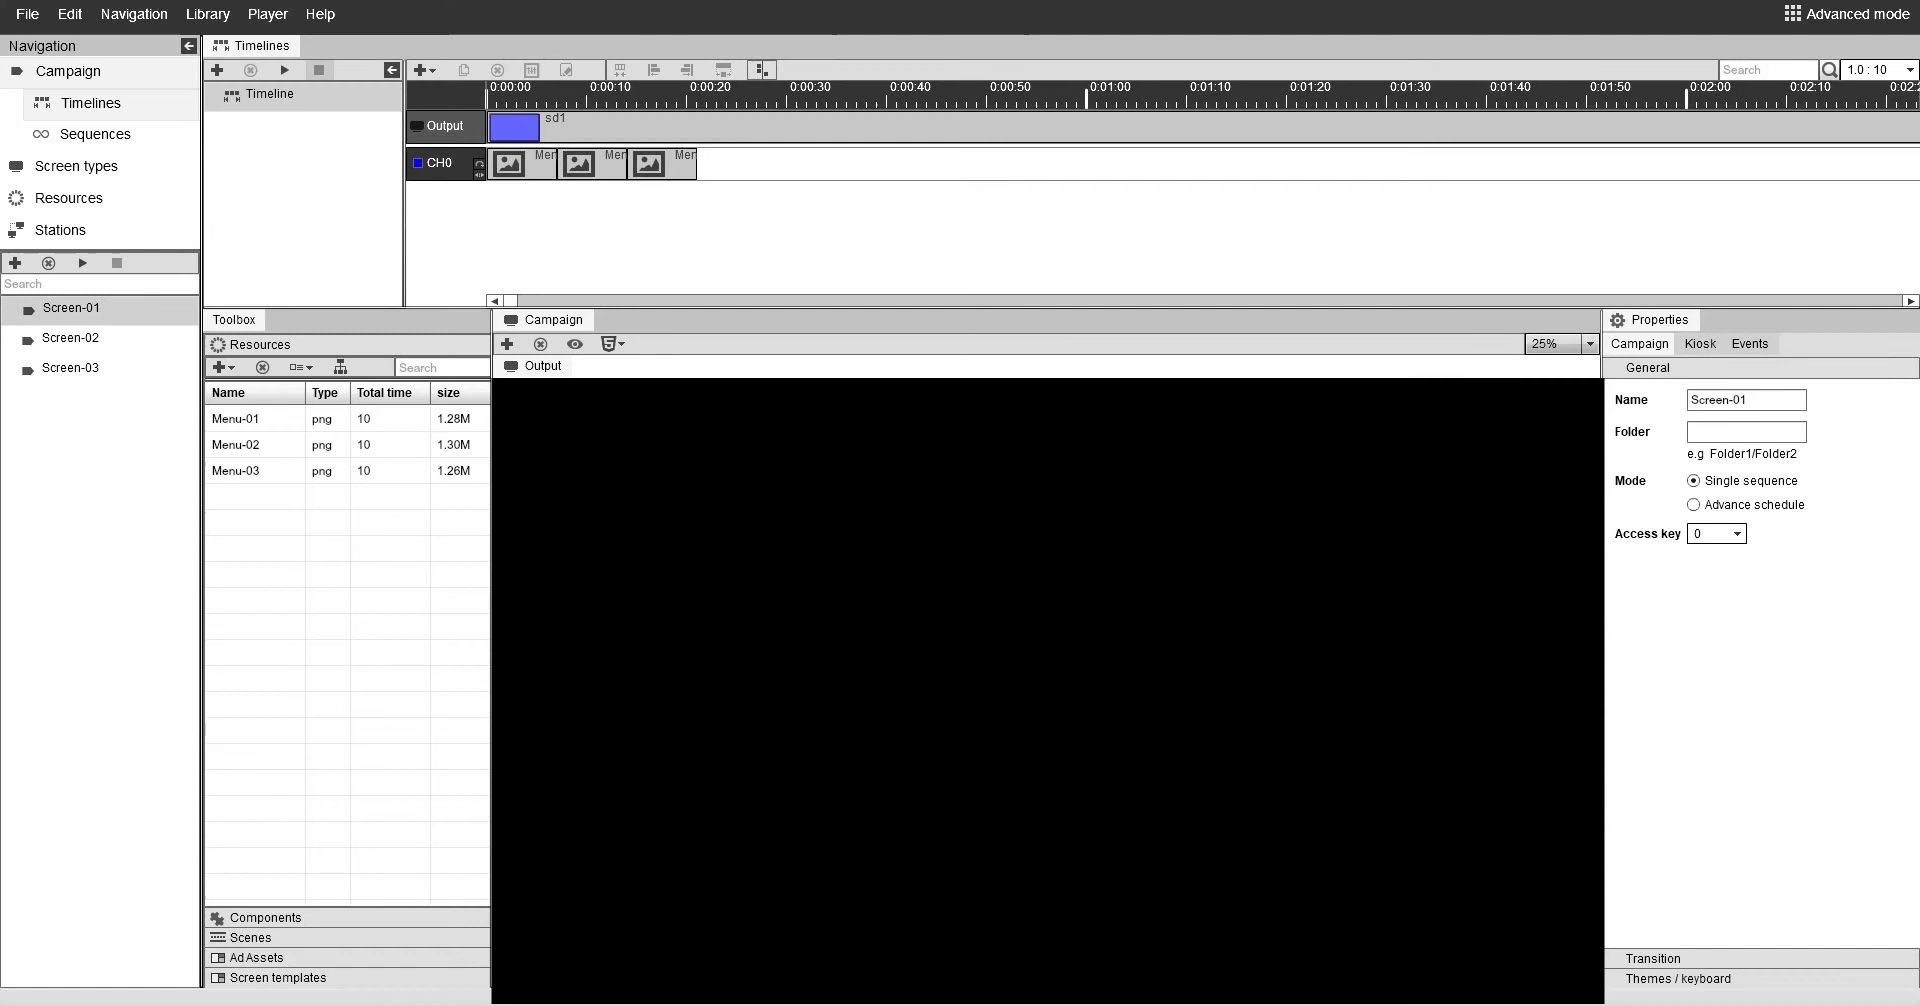 File Edit Navigation Library Player Help Advanced mode
Navigation
Campaign
Timelines
Sequences
Screen types
Resources
Stations
Search
Screen-01
Screen-02
Screen-03
Timelines
Timeline
Search 1.0 : 10
0:00:00 0:00:10 0:00:20 0:00:30 0:00:40 0:00:50 0:01:00 0:01:10 0:01:20 0:01:30 0:01:40 0:01:50 0:02:00 0:02:10 0:02:2
Output sd1
CH0 Mer Mer Mer
Toolbox
Resources
Search
Name Type Total time size
Menu-01 png 10 1.28M
Menu-02 png 10 1.30M
Menu-03 png 10 1.26M
Components
Scenes
Ad Assets
Screen templates
Campaign
25%
Output
Properties
Campaign Kiosk Events
General
Name Screen-01
Folder
e.g Folder1/Folder2
Mode Single sequence
Advance schedule
Access key 0
Transition
Themes / keyboard